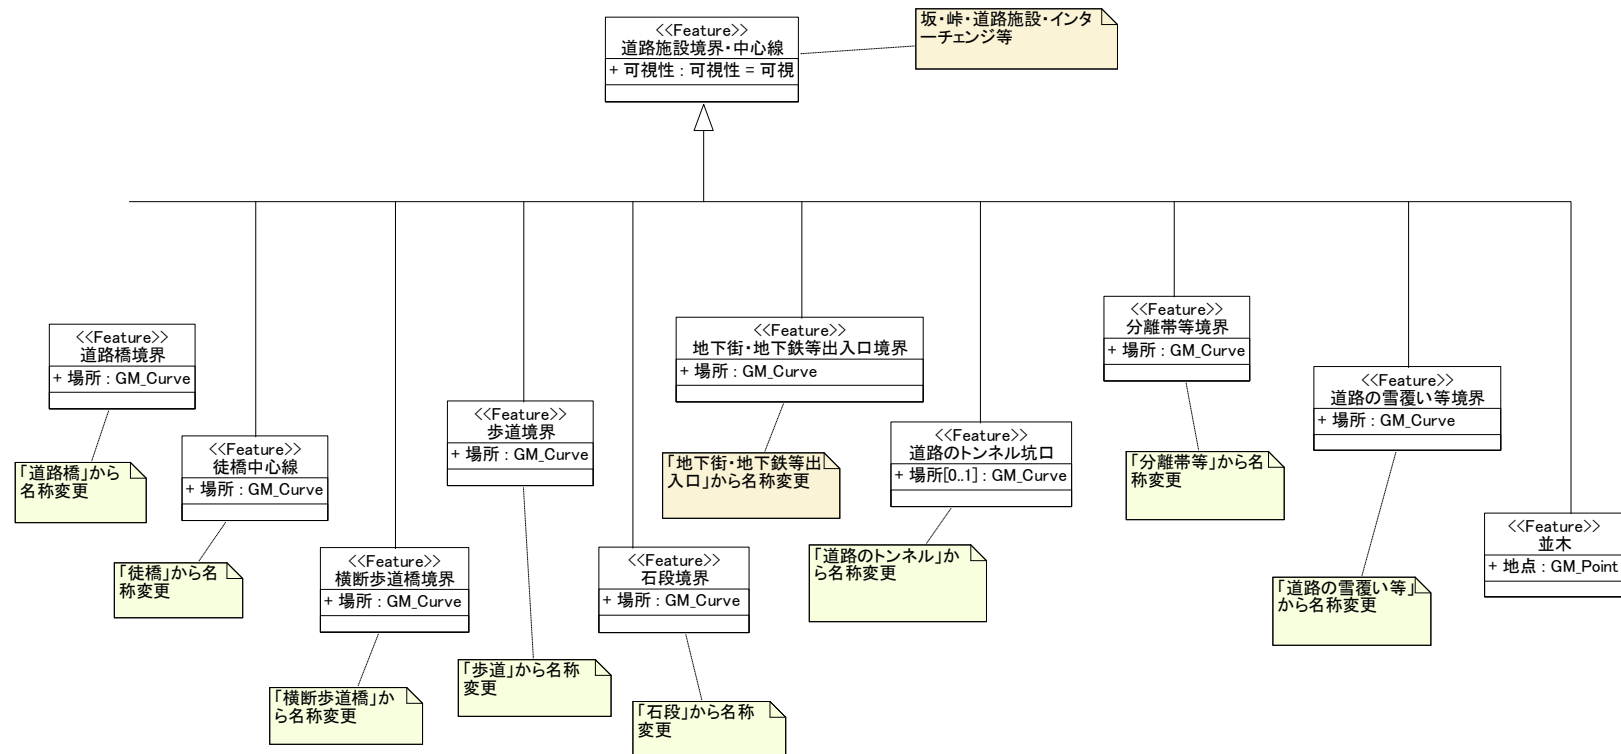 <<Feature>>
道路施設境界・中心線
+ 可視性 : 可視性 = 可視
坂・峠・道路施設・インタ
ーチェンジ等
<<Feature>>
道路橋境界
+ 場所 : GM_Curve
「道路橋」から
名称変更
<<Feature>>
徒橋中心線
+ 場所 : GM_Curve
「徒橋」から名
称変更
<<Feature>>
横断歩道橋境界
+ 場所 : GM_Curve
「横断歩道橋」か
ら名称変更
<<Feature>>
歩道境界
+ 場所 : GM_Curve
「歩道」から名称
変更
<<Feature>>
石段境界
+ 場所 : GM_Curve
「石段」から名称
変更
<<Feature>>
地下街・地下鉄等出入口境界
+ 場所 : GM_Curve
「地下街・地下鉄等出
入口」から名称変更
<<Feature>>
道路のトンネル坑口
+ 場所[0..1] : GM_Curve
「道路のトンネル」か
ら名称変更
<<Feature>>
分離帯等境界
+ 場所 : GM_Curve
「分離帯等」から名
称変更
<<Feature>>
道路の雪覆い等境界
+ 場所 : GM_Curve
「道路の雪覆い等」
から名称変更
<<Feature>>
並木
+ 地点 : GM_Point